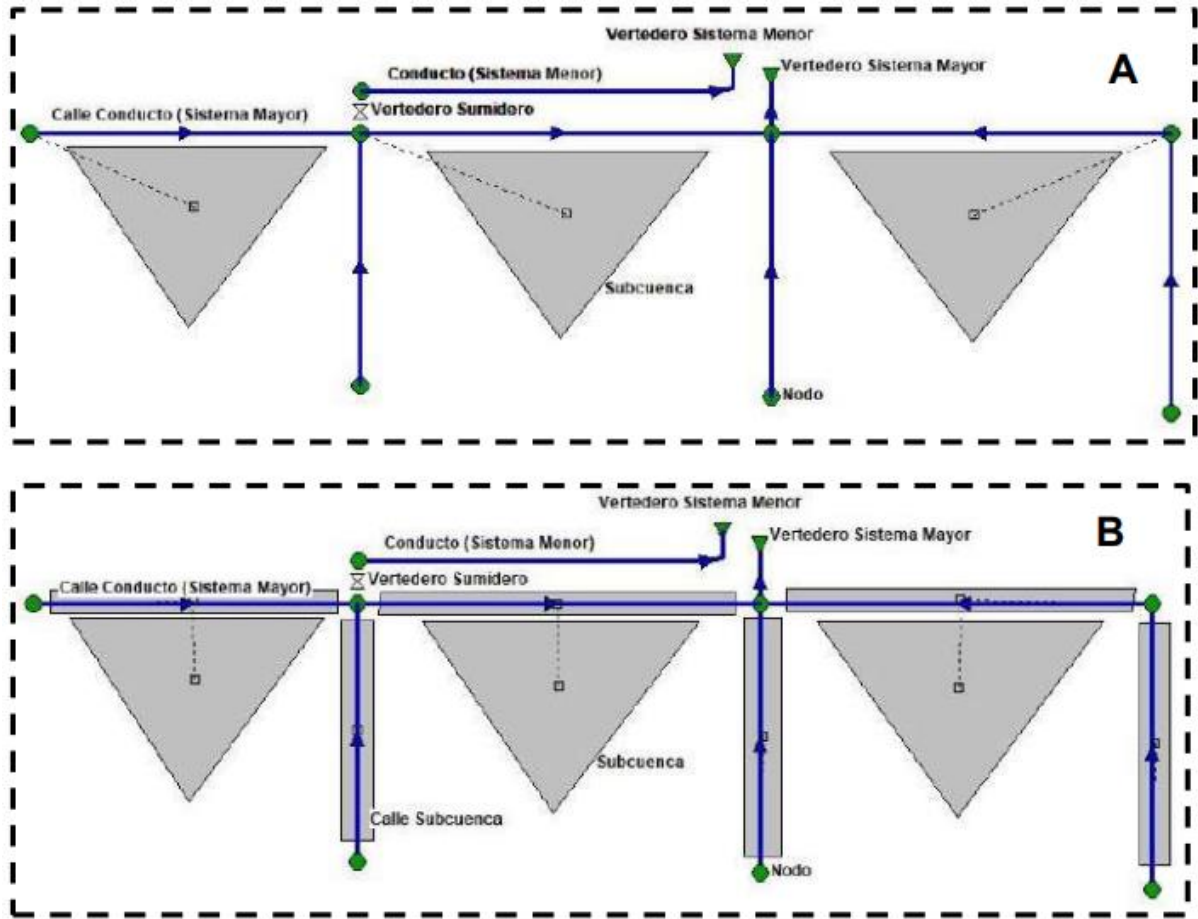 Vertedero Sistema Menor
A
Vertedero Sistema Mayor
Conducto (Sistema Menor)
Vertedero Sumidero
Calle Conducto (Sistema Mayor)
Subcuenca
Nodo
Vertedero Sistema Menor
B
Vertedero Sistema Mayor
Conducto (Sistema Menor)
Vertedero Sumidero
Calle Conducto (Sistema Mayor)
Subcuenca
Calle Subcuenca
Nodo